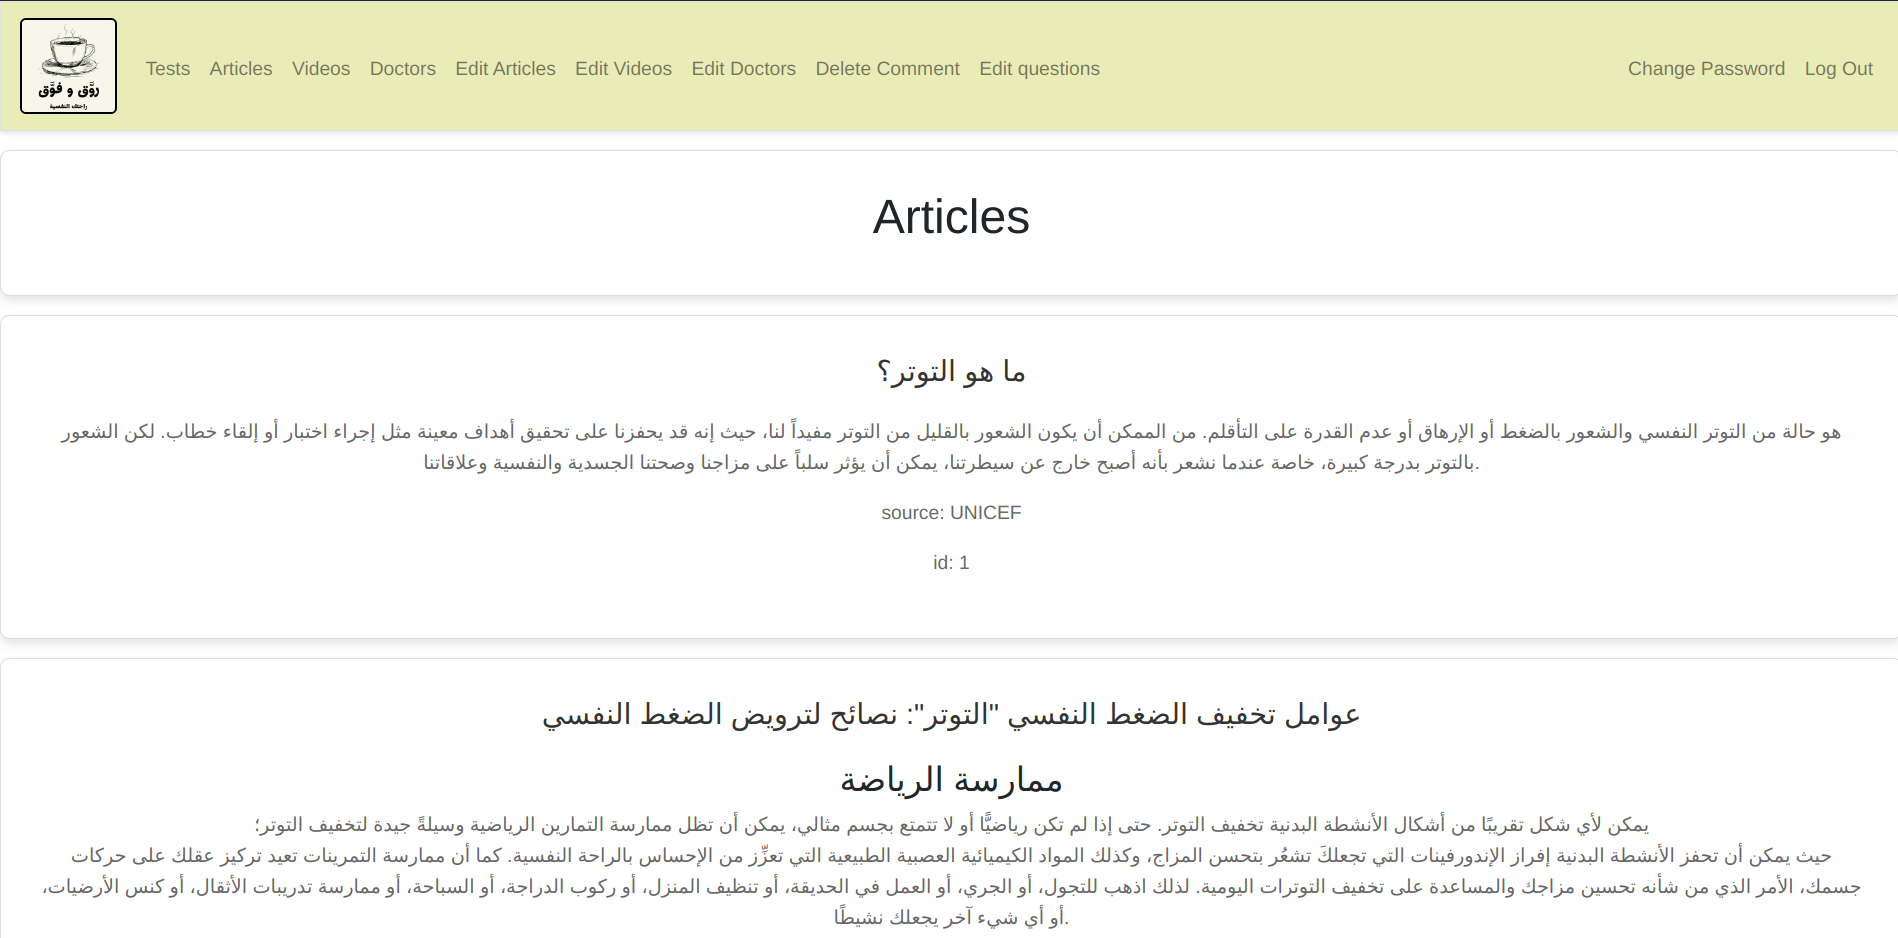 روَّق و فوَّق
راحتك النفسية
Tests Articles Videos Doctors Edit Articles Edit Videos Edit Doctors Delete Comment Edit questions Change Password Log Out
Articles
ما هو التوتر؟
هو حالة من التوتر النفسي والشعور بالضغط أو الإرهاق أو عدم القدرة على التأقلم. من الممكن أن يكون الشعور بالقليل من التوتر مفيداً لنا، حيث إنه قد يحفزنا على تحقيق أهداف معينة مثل إجراء اختبار أو إلقاء خطاب. لكن الشعور
بالتوتر بدرجة كبيرة، خاصة عندما نشعر بأنه أصبح خارج عن سيطرتنا، يمكن أن يؤثر سلباً على مزاجنا وصحتنا الجسدية والنفسية وعلاقاتنا.
source: UNICEF
id: 1
عوامل تخفيف الضغط النفسي "التوتر": نصائح لترويض الضغط النفسي
ممارسة الرياضة
يمكن لأي شكل تقريبًا من أشكال الأنشطة البدنية تخفيف التوتر. حتى إذا لم تكن رياضيًّا أو لا تتمتع بجسم مثالي، يمكن أن تظل ممارسة التمارين الرياضية وسيلةً جيدة لتخفيف التوتر؛
حيث يمكن أن تحفز الأنشطة البدنية إفراز الإندورفينات التي تجعلكَ تشعُر بتحسن المزاج، وكذلك المواد الكيميائية العصبية الطبيعية التي تعزِّز من الإحساس بالراحة النفسية. كما أن ممارسة التمرينات تعيد تركيز عقلك على حركات
جسمك، الأمر الذي من شأنه تحسين مزاجك والمساعدة على تخفيف التوترات اليومية. لذلك اذهب للتجول، أو الجري، أو العمل في الحديقة، أو تنظيف المنزل، أو ركوب الدراجة، أو السباحة، أو ممارسة تدريبات الأثقال، أو كنس الأرضيات،
أو أي شيء آخر يجعلك نشيطًا.